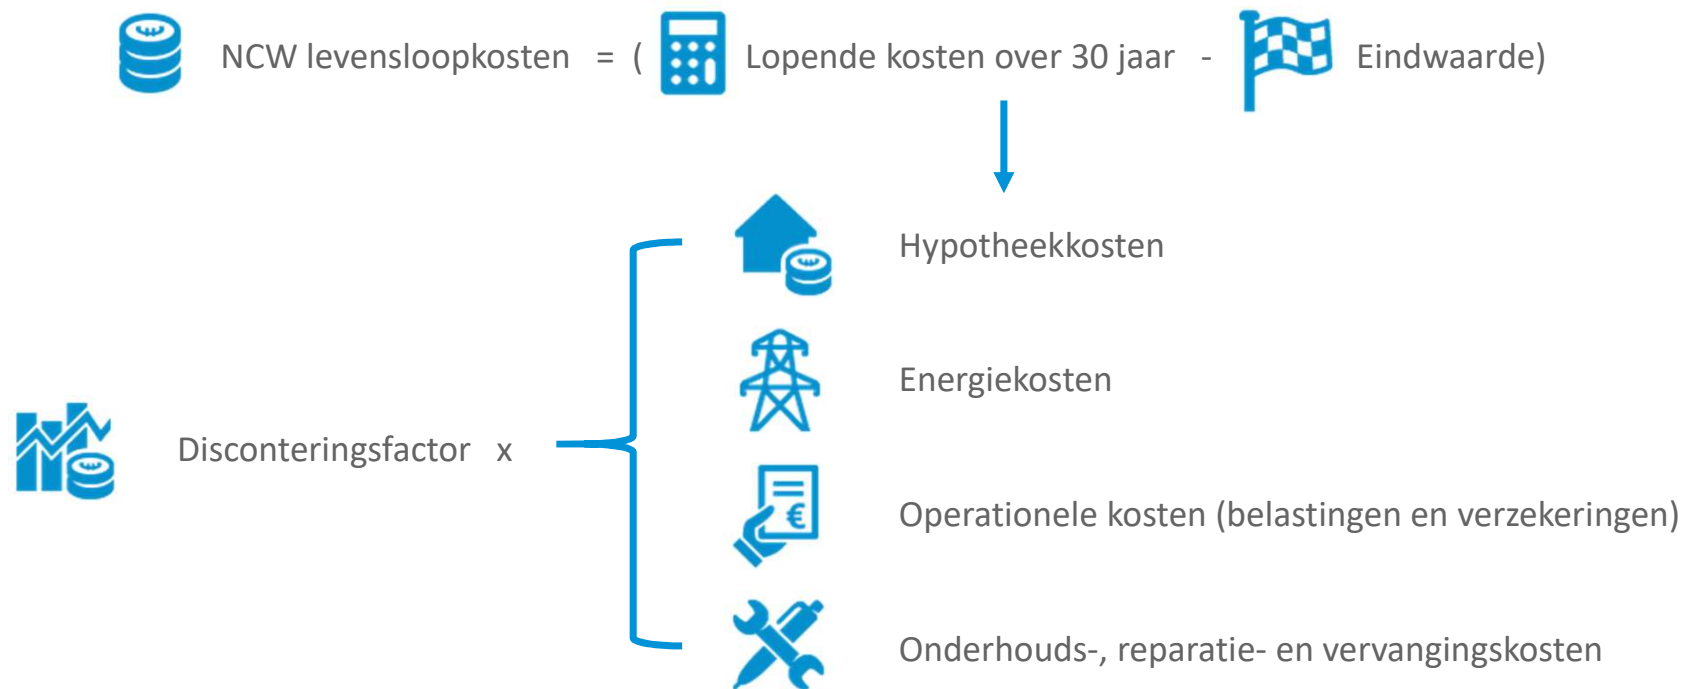 NCW levensloopkosten = ( Lopende kosten over 30 jaar - Eindwaarde)
Hypotheekkosten
Energiekosten
Disconteringsfactor x
€
Operationele kosten (belastingen en verzekeringen)
Onderhouds-, reparatie- en vervangingskosten